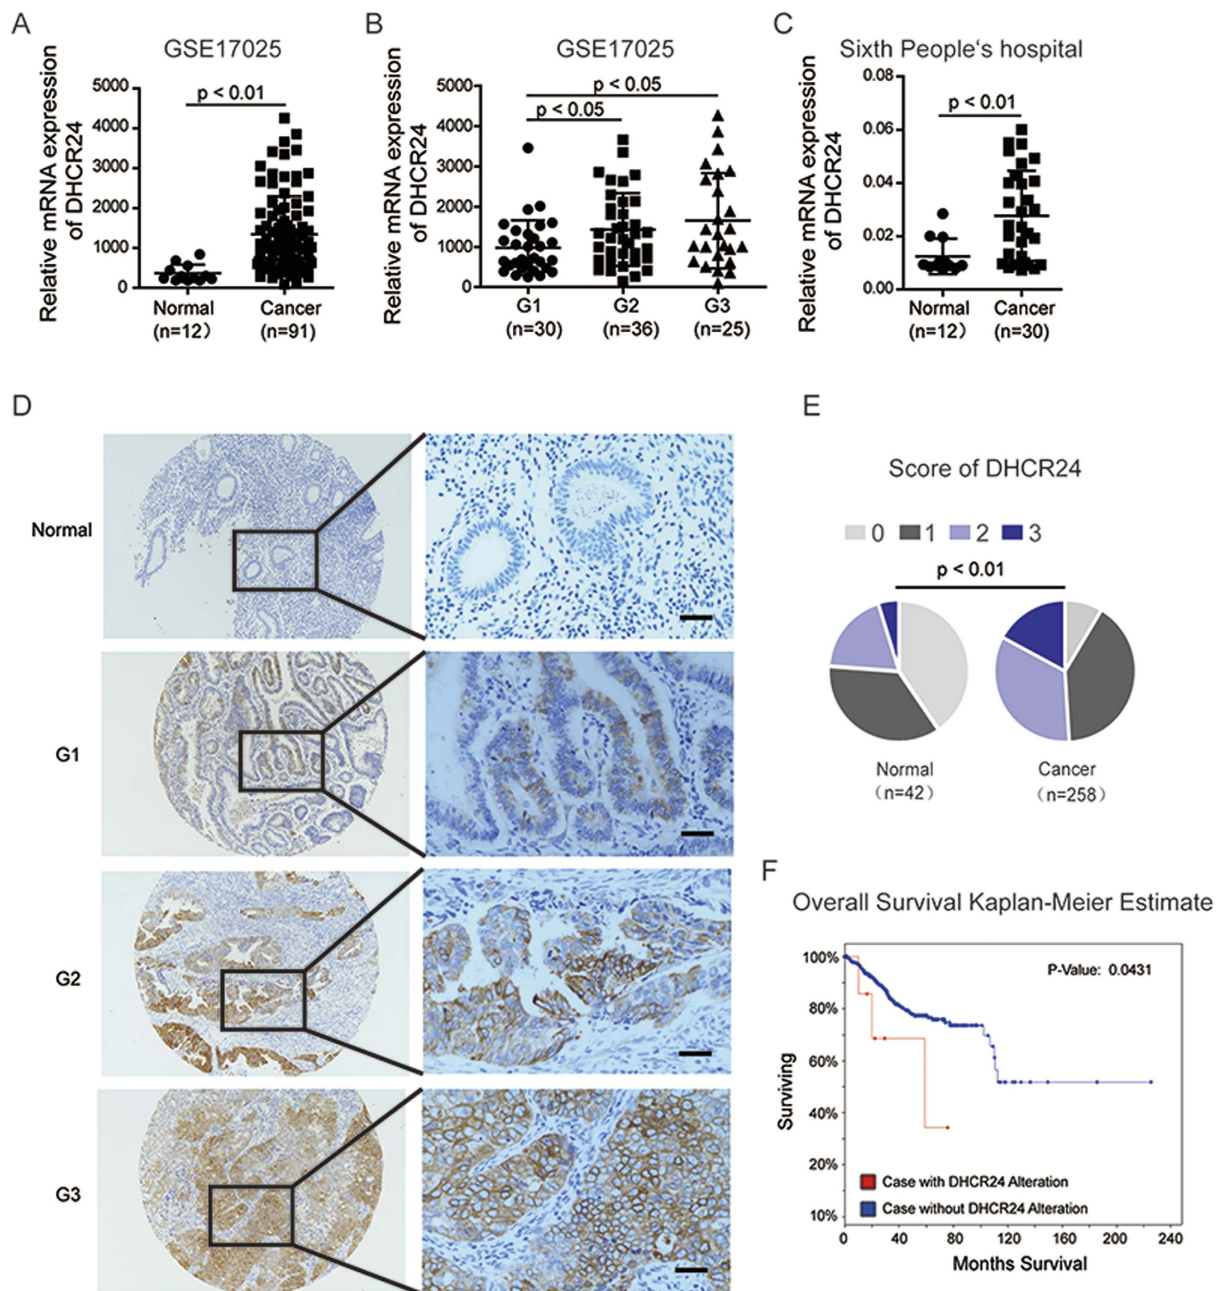 A
GSE17025
Relative mRNA expression
of DHCR24
5000
4000
3000
2000
1000
0
p < 0.01
Normal
(n=12)
Cancer
(n=91)
B
GSE17025
Relative mRNA expression
of DHCR24
5000
4000
3000
2000
1000
0
p < 0.05
p < 0.05
G1
(n=30)
G2
(n=36)
G3
(n=25)
C
Sixth People‘s hospital
Relative mRNA expression
of DHCR24
0.08
0.06
0.04
0.02
0.00
p < 0.01
Normal
(n=12)
Cancer
(n=30)
D
Normal
G1
G2
G3
E
Score of DHCR24
0 1 2 3
p < 0.01
Normal
（n=42）
Cancer
（n=258）
F
Overall Survival Kaplan-Meier Estimate
P-Value: 0.0431
Surviving
100%
80%
60%
40%
20%
10%
Case with DHCR24 Alteration
Case without DHCR24 Alteration
0 40 80 120 160 200 240
Months Survival